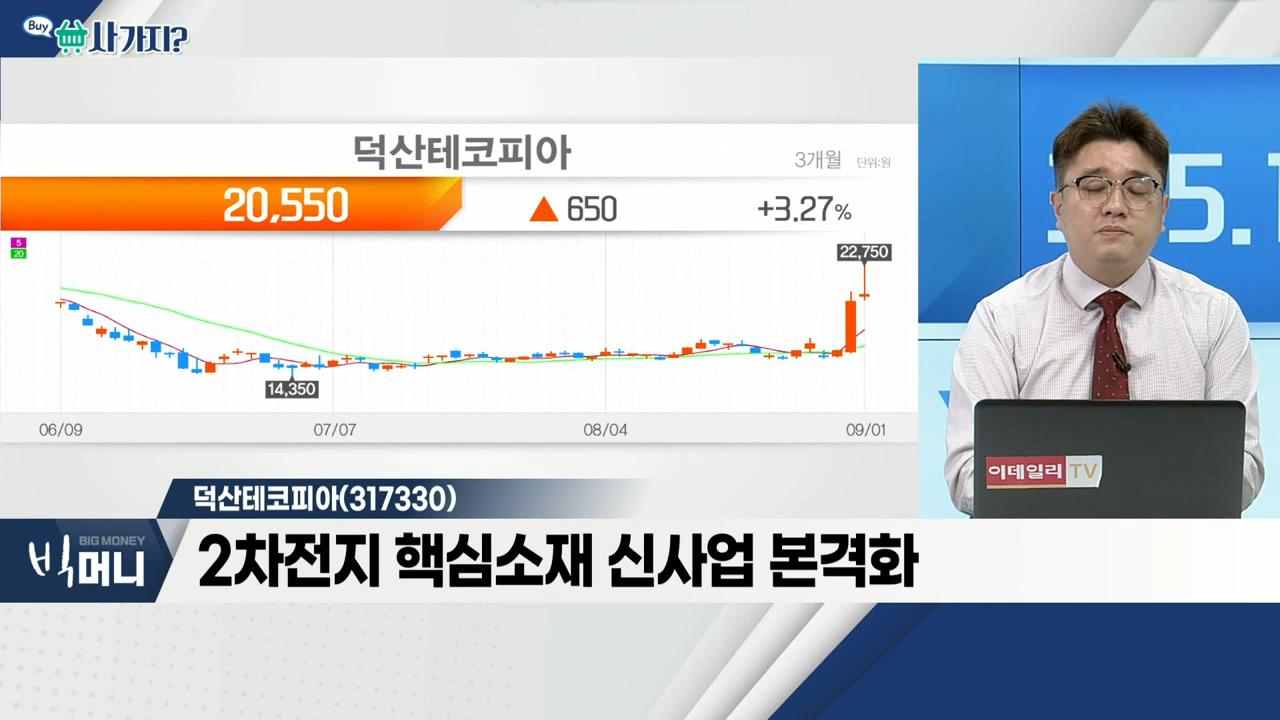 Buy
사가지?
덕산테코피아
3개월 단위:원
20,550 ▲ 650 +3.27%
5
20
22,750
14,350
06/09 07/07 08/04 09/01
이데일리 TV
덕산테코피아(317330)
BIG MONEY
빅머니
2차전지 핵심소재 신사업 본격화